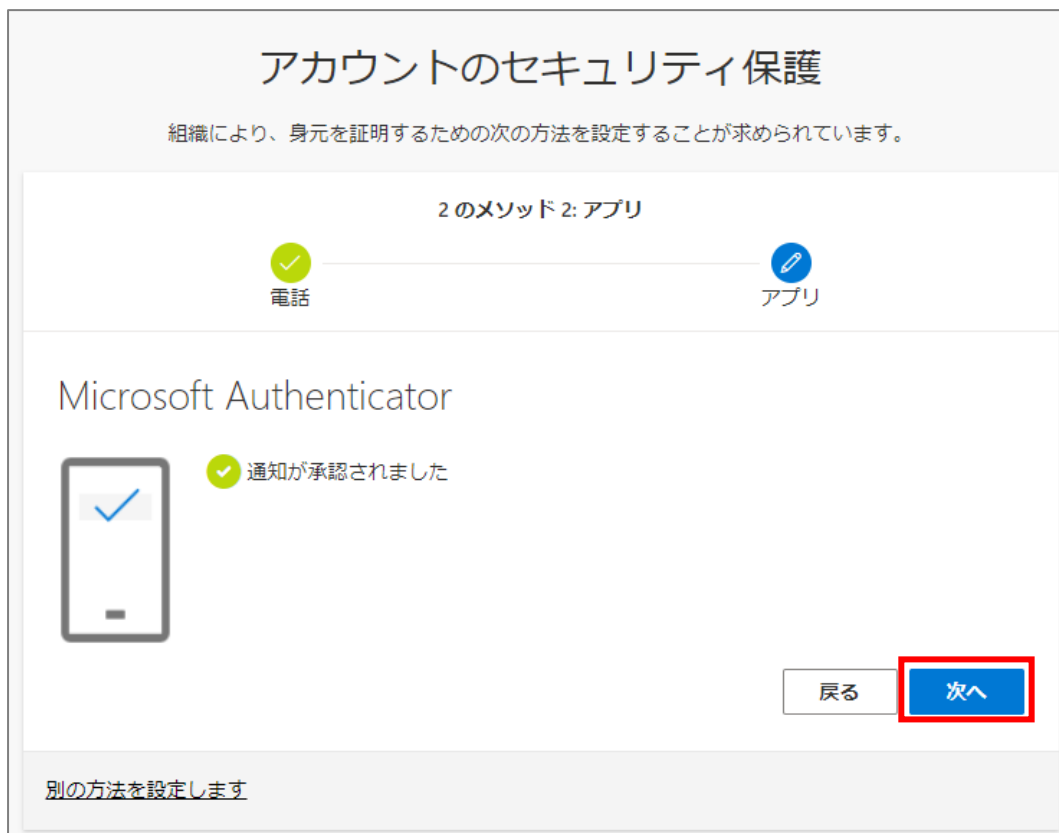 アカウントのセキュリティ保護
組織により、身元を証明するための次の方法を設定することが求められています。
2 のメソッド 2: アプリ
電話
アプリ
Microsoft Authenticator
通知が承認されました
戻る
次へ
別の方法を設定します